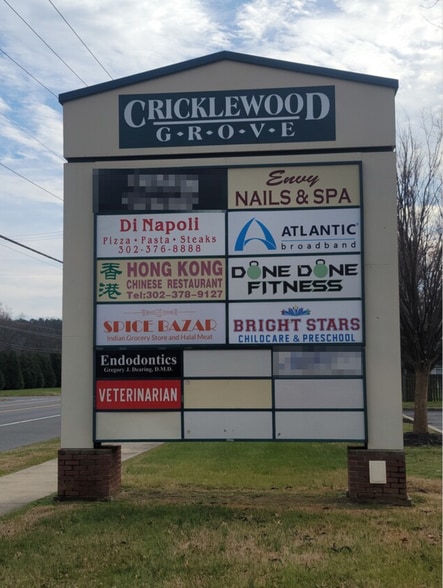 CRICKLEWOOD
G•R•O•V•E
Envy
NAILS & SPA
Di Napoli
Pizza • Pasta • Steaks
302-376-8888
ATLANTIC
broadband
香港
HONG KONG
CHINESE RESTAURANT
Tel:302-378-9127
DONE DONE
FITNESS
SPICE BAZAR
Indian Grocery Store and Halal Meat
BRIGHT STARS
CHILDCARE & PRESCHOOL
Endodontics
Gregory J. Dearing, D.M.D.
VETERINARIAN